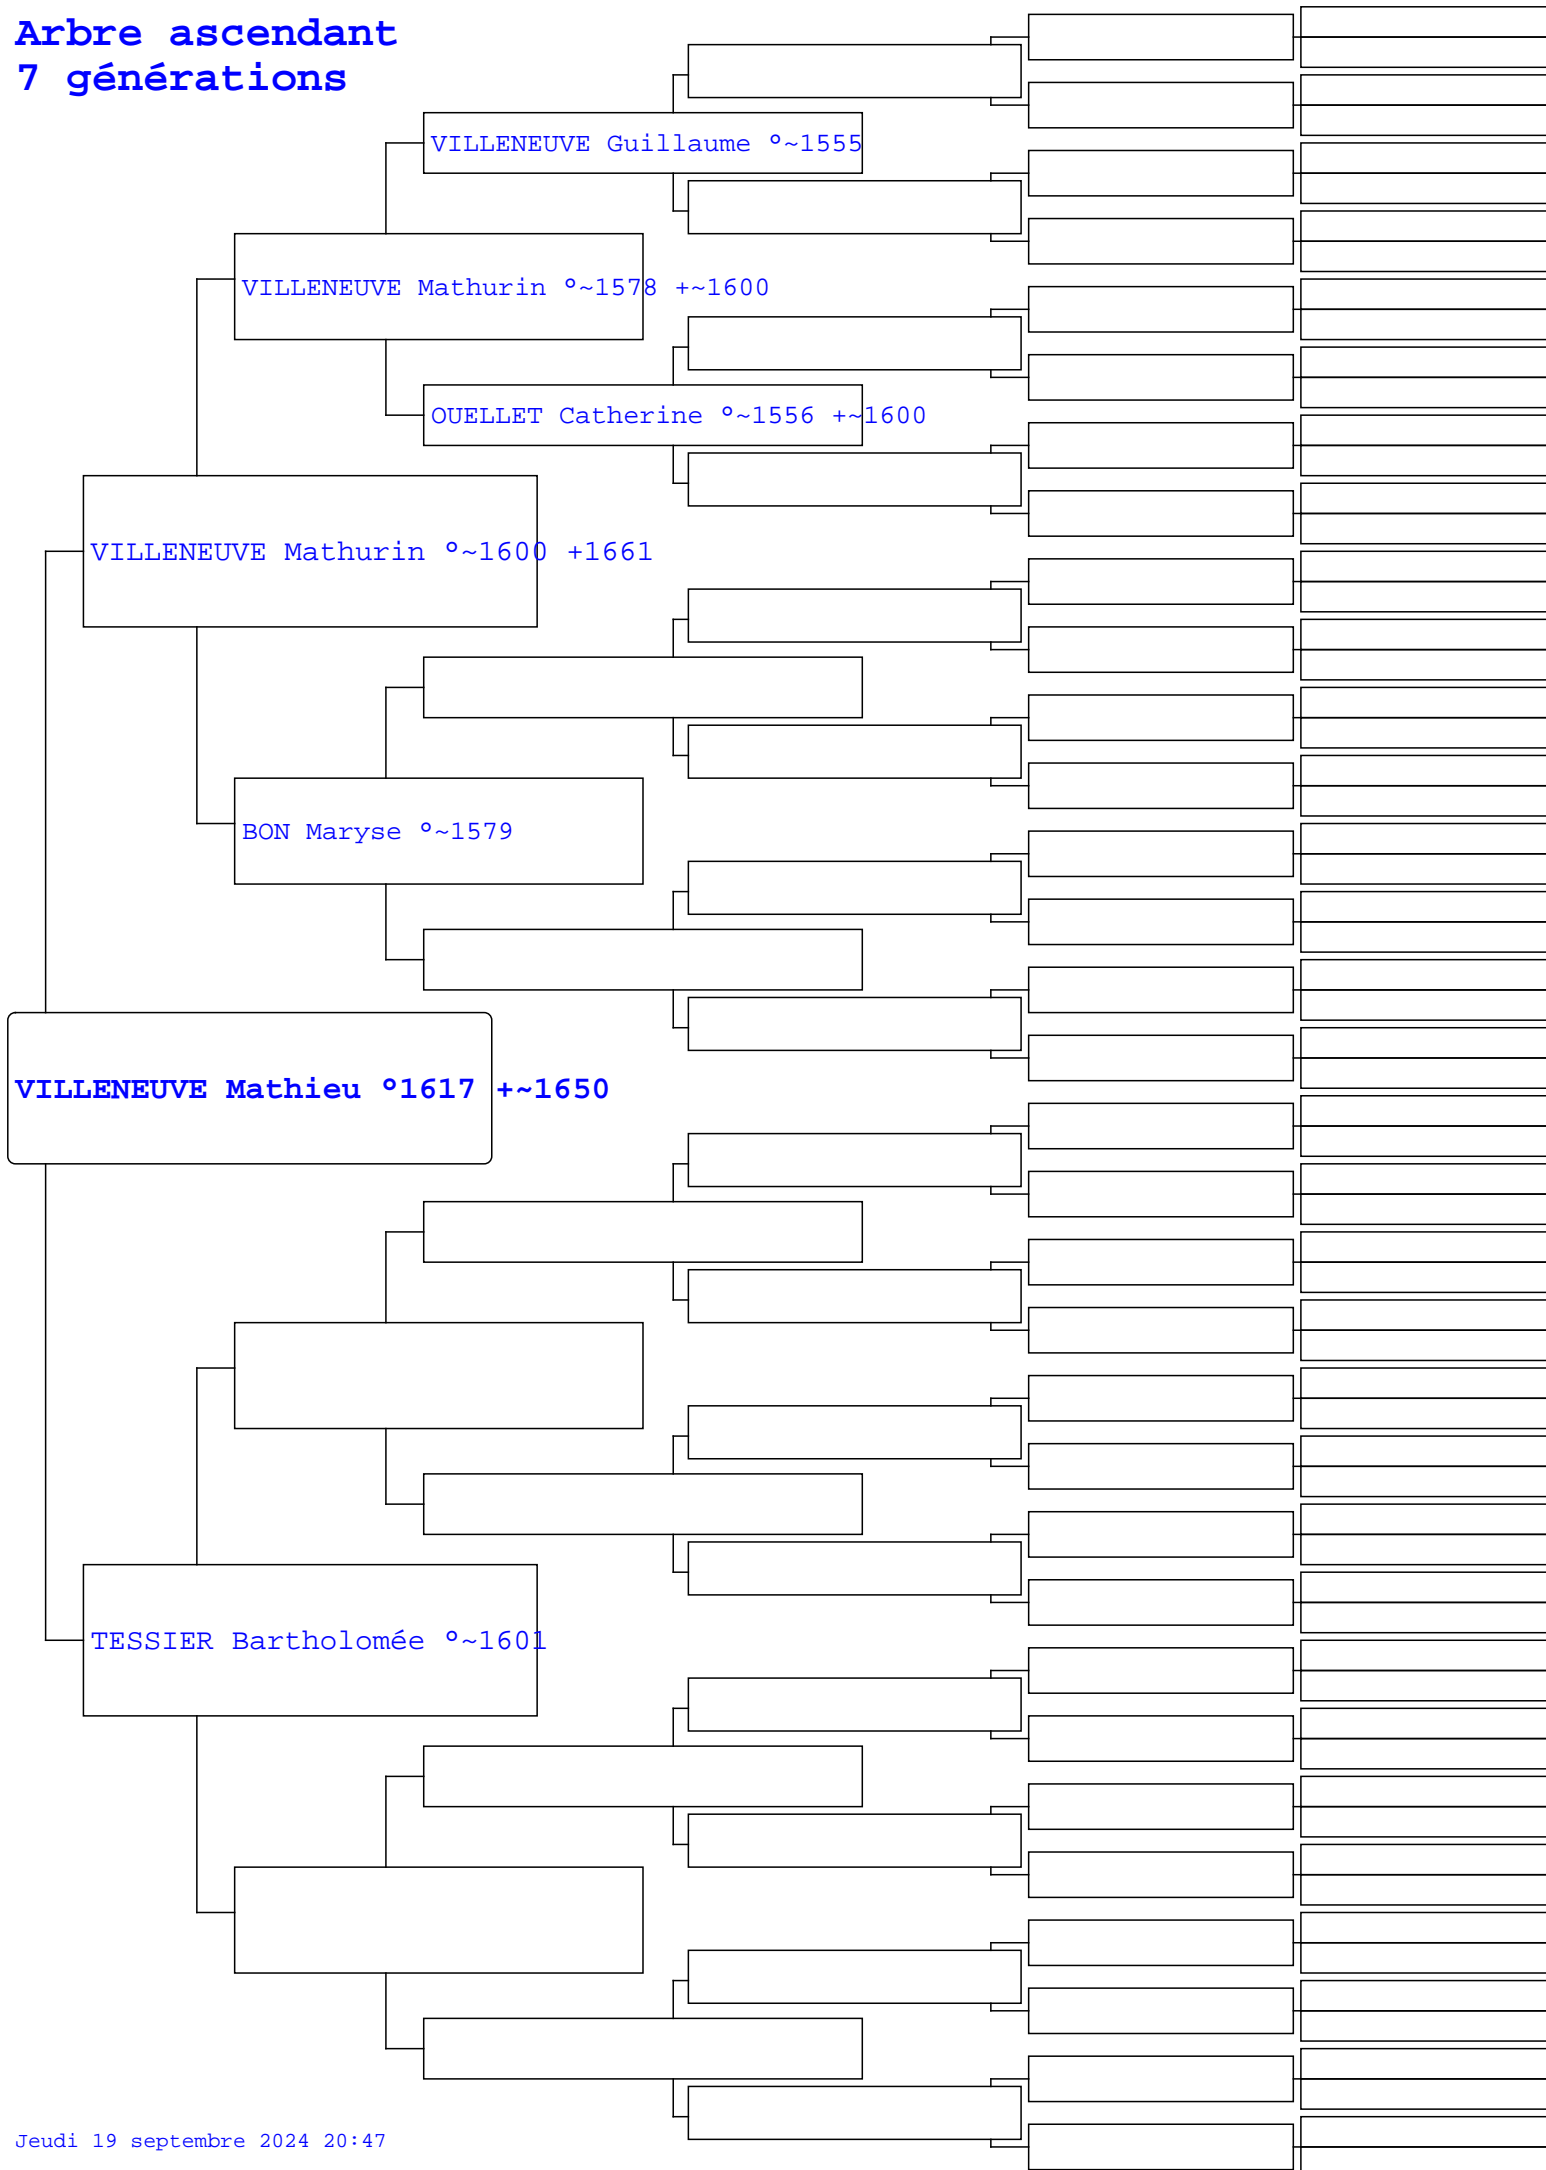 Arbre ascendant
7 générations
VILLENEUVE Guillaume °~1555
VILLENEUVE Mathurin °~1578 +~1600
OUELLET Catherine °~1556 +~1600
VILLENEUVE Mathurin °~1600 +1661
BON Maryse °~1579
VILLENEUVE Mathieu °1617 +~1650
TESSIER Bartholomée °~1601
Jeudi 19 septembre 2024 20:47